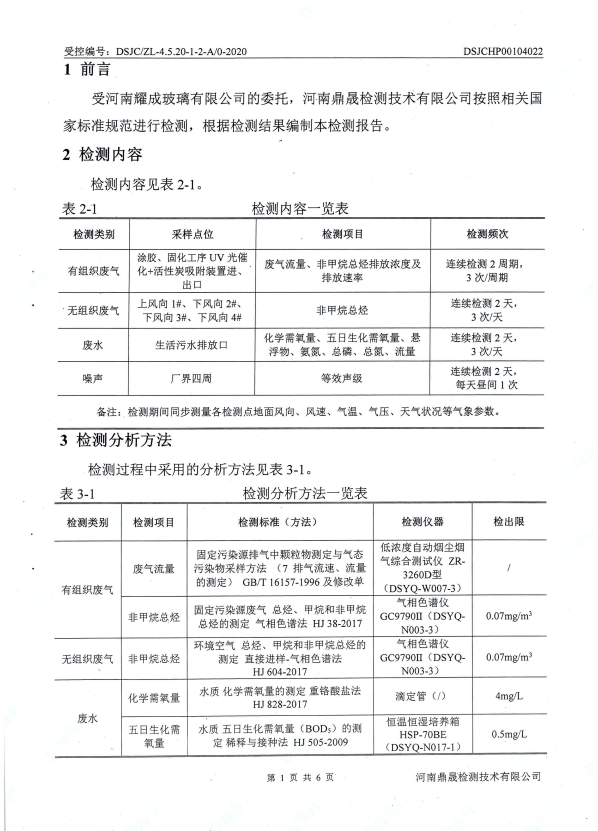 受控编号：DSJC/ZL-4.5.20-1-2-A/0-2020 DSJCHP00104022
1 前言
受河南耀成玻璃有限公司的委托，河南鼎晟检测技术有限公司按照相关国
家标准规范进行检测，根据检测结果编制本检测报告。
2 检测内容
检测内容见表 2-1。
表 2-1 检测内容一览表
检测类别 采样点位 检测项目 检测频次
有组织废气
涂胶、固化工序 UV 光催
化+活性炭吸附装置进、
出口
废气流量、非甲烷总烃排放浓度及
排放速率
连续检测 2 周期，
3 次/周期
无组织废气
上风向 1#、下风向 2#、
下风向 3#、下风向 4#
非甲烷总烃
连续检测 2 天，
3 次/天
废水
生活污水排放口
化学需氧量、五日生化需氧量、悬
浮物、氨氮、总磷、总氮、流量
连续检测 2 天，
3 次/天
噪声
厂界四周
等效声级
连续检测 2 天，
每天昼间 1 次
备注：检测期间同步测量各检测点地面风向、风速、气温、气压、天气状况等气象参数。
3 检测分析方法
检测过程中采用的分析方法见表 3-1。
表 3-1 检测分析方法一览表
检测类别 检测项目 检测标准（方法） 检测仪器 检出限
有组织废气
废气流量
固定污染源排气中颗粒物测定与气态
污染物采样方法 （7 排气流速、流量
的测定） GB/T 16157-1996 及修改单
低浓度自动烟尘烟
气综合测试仪 ZR-
3260D型
（DSYQ-W007-3）
/
非甲烷总烃
固定污染源废气 总烃、甲烷和非甲烷
总烃的测定 气相色谱法 HJ 38-2017
气相色谱仪
GC9790II（DSYQ-
N003-3）
0.07mg/m³
无组织废气
非甲烷总烃
环境空气 总烃、甲烷和非甲烷总烃的
测定 直接进样-气相色谱法
HJ 604-2017
气相色谱仪
GC9790II（DSYQ-
N003-3）
0.07mg/m³
废水
化学需氧量
水质 化学需氧量的测定 重铬酸盐法
HJ 828-2017
滴定管（/）
4mg/L
五日生化需
氧量
水质 五日生化需氧量（BOD₅）的测
定 稀释与接种法 HJ 505-2009
恒温恒湿培养箱
HSP-70BE
（DSYQ-N017-1）
0.5mg/L
第 1 页 共 6 页 河南鼎晟检测技术有限公司